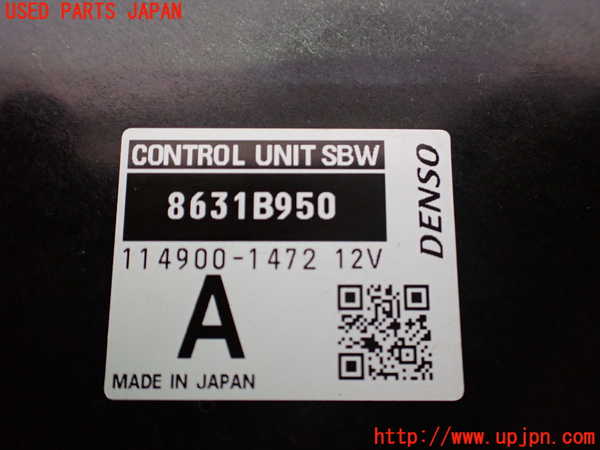 USED PARTS JAPAN
CONTROL UNIT SBW
8631B950
DENSO
114900-1472 12V
A
MADE IN JAPAN
http://www.upjpn.com/